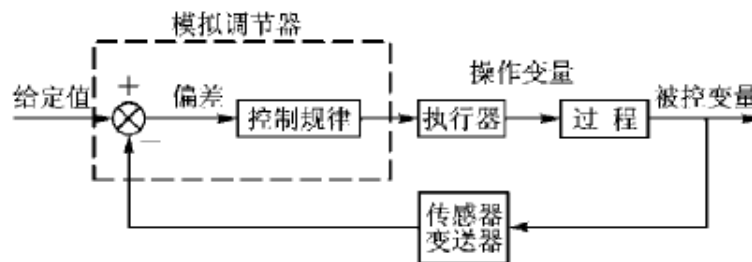 模拟调节器
操作变量
给定值
+
偏差
控制规律
执行器
过 程
被控变量
−
传感器
变送器